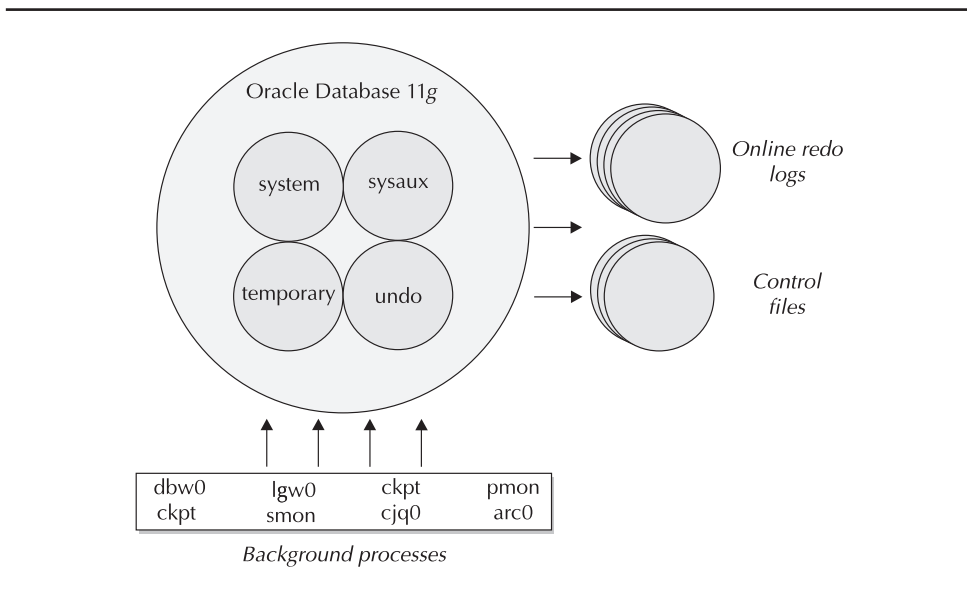 Oracle Database 11g
system sysaux
temporary undo
Online redo
logs
Control
files
dbw0 lgw0 ckpt pmon
ckpt smon cjq0 arc0
Background processes